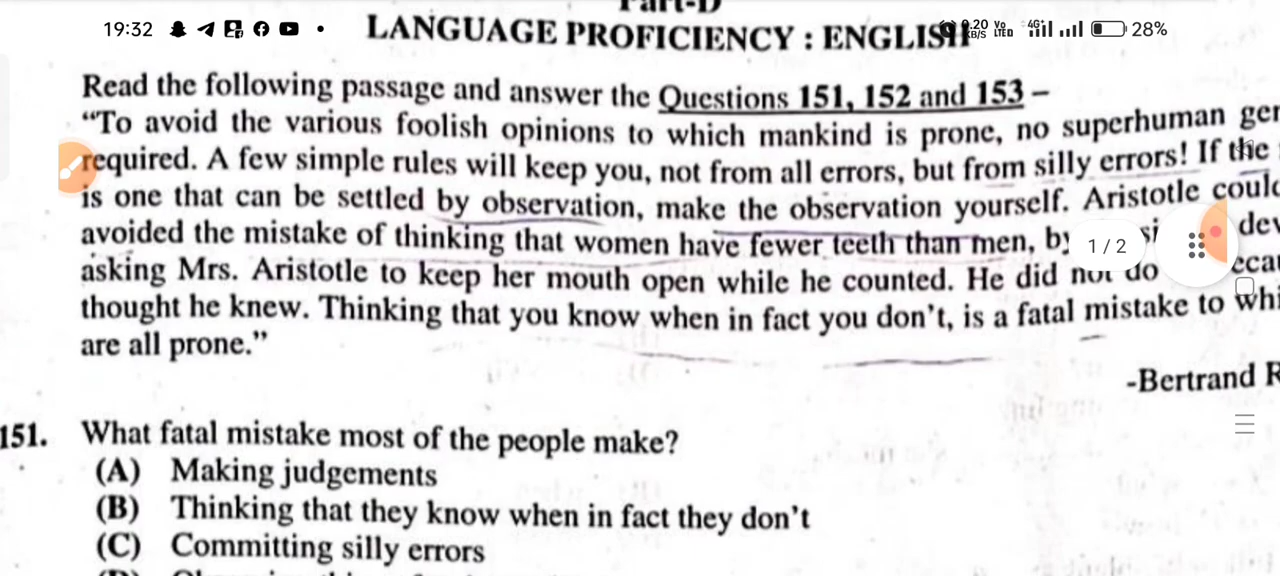 19:32
28%
LANGUAGE PROFICIENCY : ENGLISH
Read the following passage and answer the Questions 151, 152 and 153 –
“To avoid the various foolish opinions to which mankind is prone, no superhuman
required. A few simple rules will keep you, not from all errors, but from silly errors! If the
is one that can be settled by observation, make the observation yourself. Aristotle
avoided the mistake of thinking that women have fewer teeth than men,
1 / 2
asking Mrs. Aristotle to keep her mouth open while he counted. He did not do
thought he knew. Thinking that you know when in fact you don’t, is a fatal mistake to
are all prone.”
-Bertrand
151. What fatal mistake most of the people make?
(A) Making judgements
(B) Thinking that they know when in fact they don’t
(C) Committing silly errors